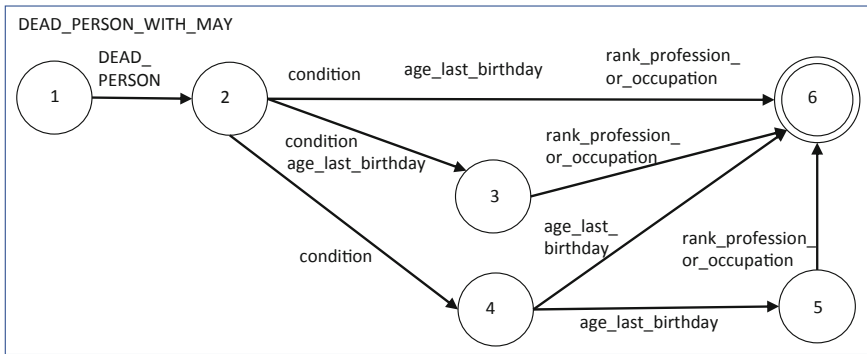 DEAD_PERSON_WITH_MAY
DEAD_
PERSON
condition
age_last_birthday
rank_profession_
or_occupation
1
2
6
condition
age_last_birthday
rank_profession_
or_occupation
3
age_last_
birthday
rank_profession_
or_occupation
condition
4
5
age_last_birthday